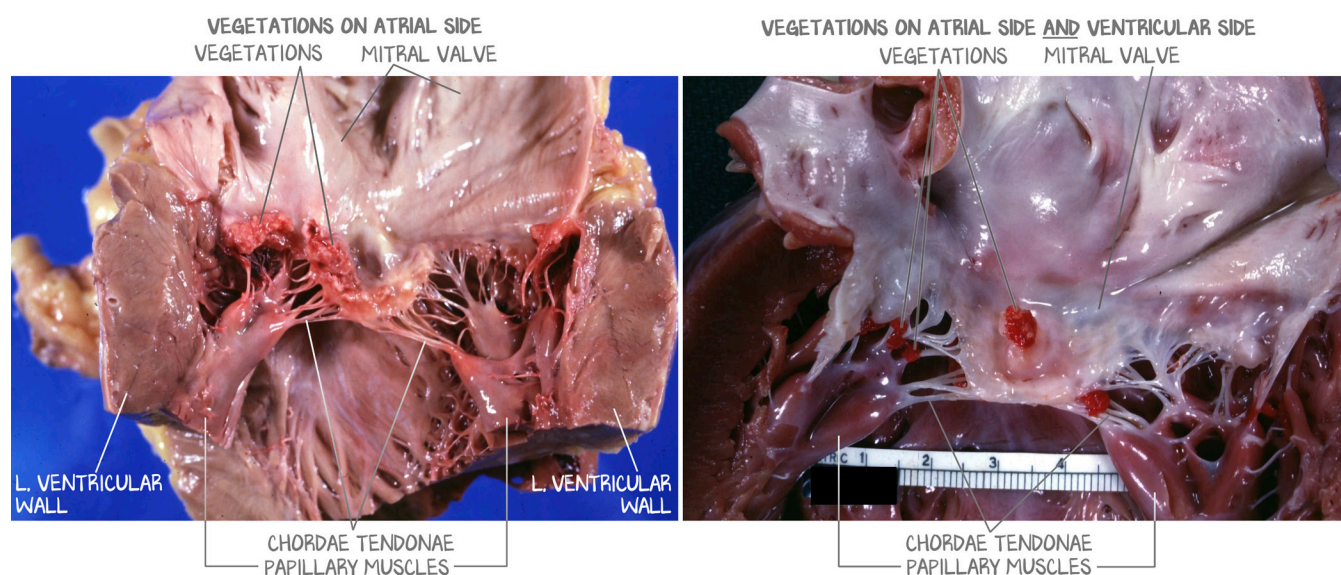 VEGETATIONS ON ATRIAL SIDE
VEGETATIONS
MITRAL VALVE
L. VENTRICULAR
WALL
L. VENTRICULAR
WALL
CHORDAE TENDONAE
PAPILLARY MUSCLES
VEGETATIONS ON ATRIAL SIDE AND VENTRICULAR SIDE
VEGETATIONS
MITRAL VALVE
RC 1 2 3 4
CHORDAE TENDONAE
PAPILLARY MUSCLES